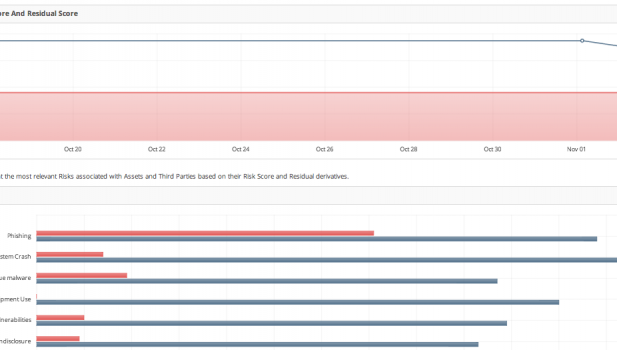 ore And Residual Score
Oct 20 Oct 22 Oct 24 Oct 26 Oct 28 Oct 30 Nov 01
t the most relevant Risks associated with Assets and Third Parties based on their Risk Score and Residual derivatives.
Phishing
stem Crash
ue malware
pment Use
nerabilities
ndisclosure